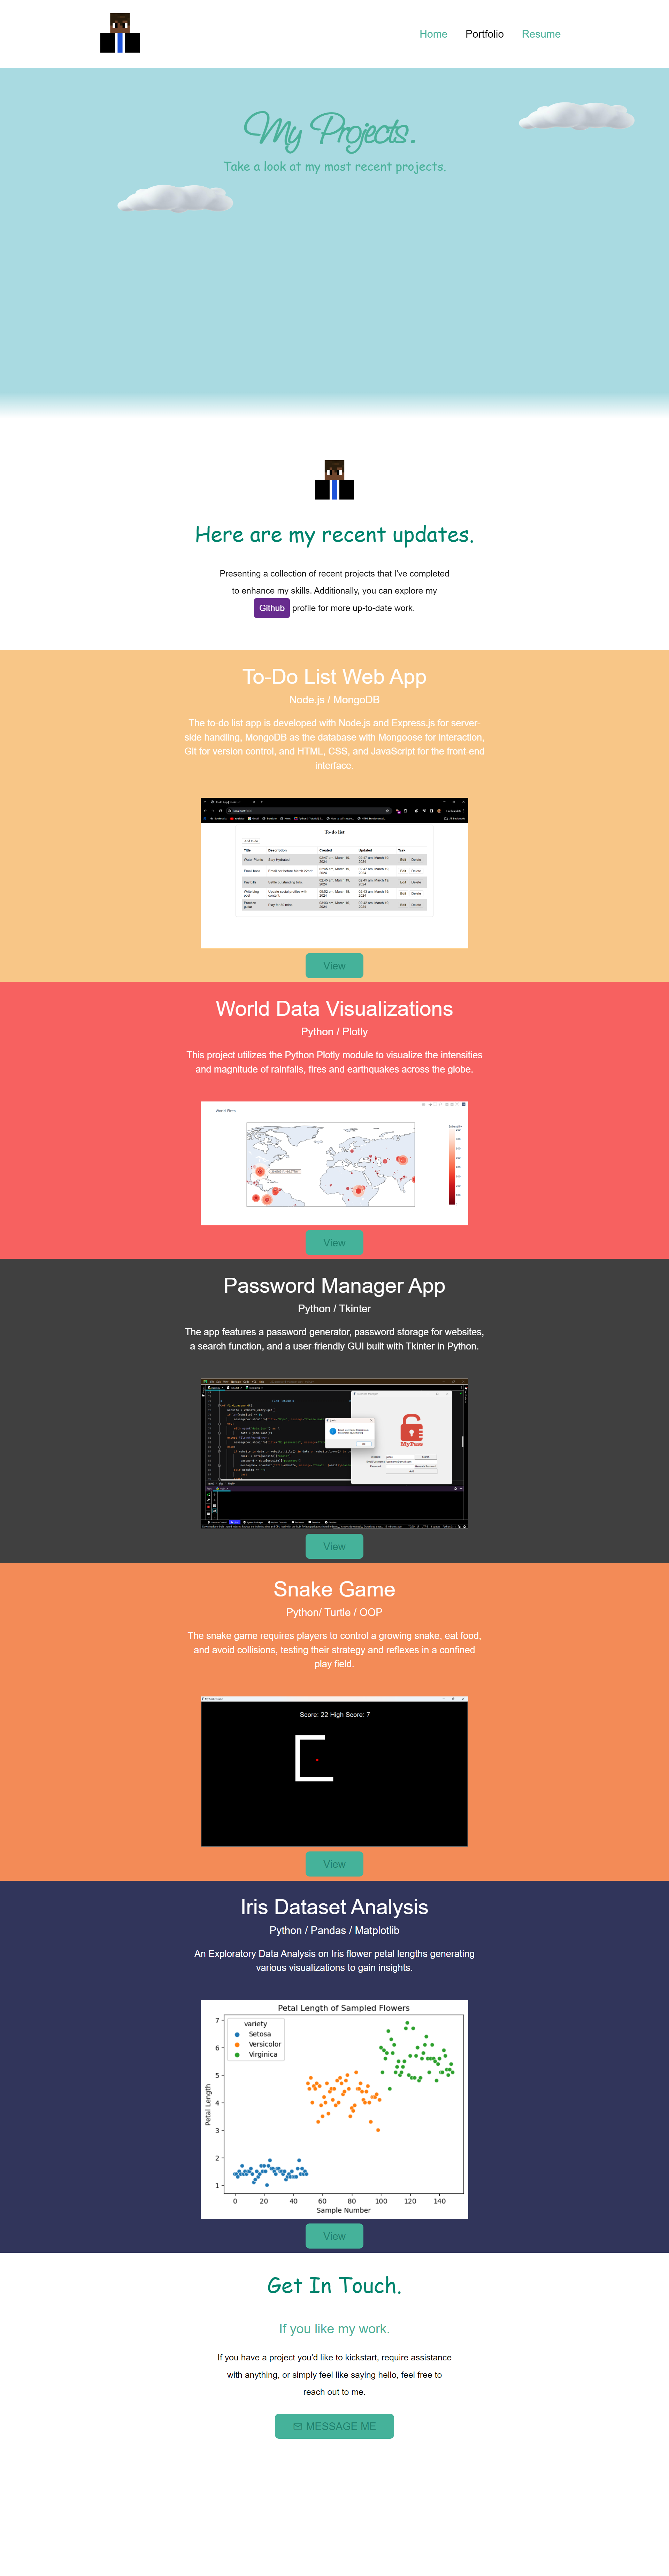 Home Portfolio Resume
My Projects.
Take a look at my most recent projects.
Here are my recent updates.
Presenting a collection of recent projects that I've completed
to enhance my skills. Additionally, you can explore my
Github profile for more up-to-date work.
To-Do List Web App
Node.js / MongoDB
The to-do list app is developed with Node.js and Express.js for server-
side handling, MongoDB as the database with Mongoose for interaction,
Git for version control, and HTML, CSS, and JavaScript for the front-end
interface.
To-do list
Title Description Created Updated Task
View
World Data Visualizations
Python / Plotly
This project utilizes the Python Plotly module to visualize the intensities
and magnitude of rainfalls, fires and earthquakes across the globe.
World Fires
View
Password Manager App
Python / Tkinter
The app features a password generator, password storage for websites,
a search function, and a user-friendly GUI built with Tkinter in Python.
MyPass
View
Snake Game
Python/ Turtle / OOP
The snake game requires players to control a growing snake, eat food,
and avoid collisions, testing their strategy and reflexes in a confined
play field.
Score: 22 High Score: 7
View
Iris Dataset Analysis
Python / Pandas / Matplotlib
An Exploratory Data Analysis on Iris flower petal lengths generating
various visualizations to gain insights.
Petal Length of Sampled Flowers
variety
Setosa
Versicolor
Virginica
Petal Length
7
6
5
4
3
2
1
0 20 40 60 80 100 120 140
Sample Number
View
Get In Touch.
If you like my work.
If you have a project you'd like to kickstart, require assistance
with anything, or simply feel like saying hello, feel free to
reach out to me.
MESSAGE ME